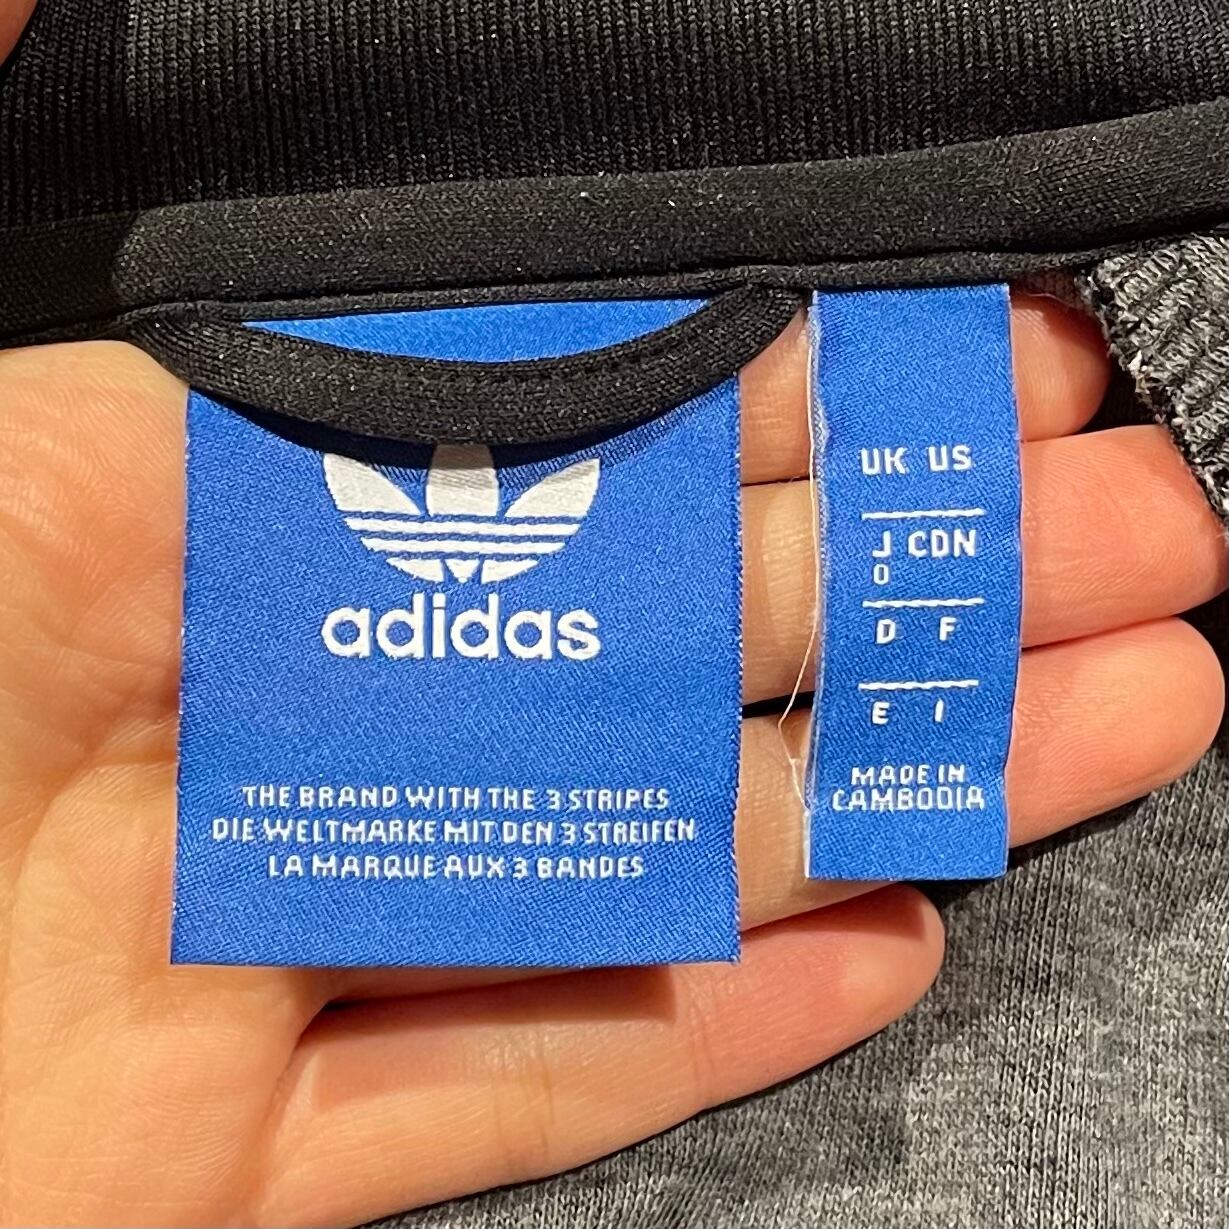 adidas
THE BRAND WITH THE 3 STRIPES
DIE WELTMARKE MIT DEN 3 STREIFEN
LA MARQUE AUX 3 BANDES
UK US
J CDN
O
D F
E I
MADE IN
CAMBODIA